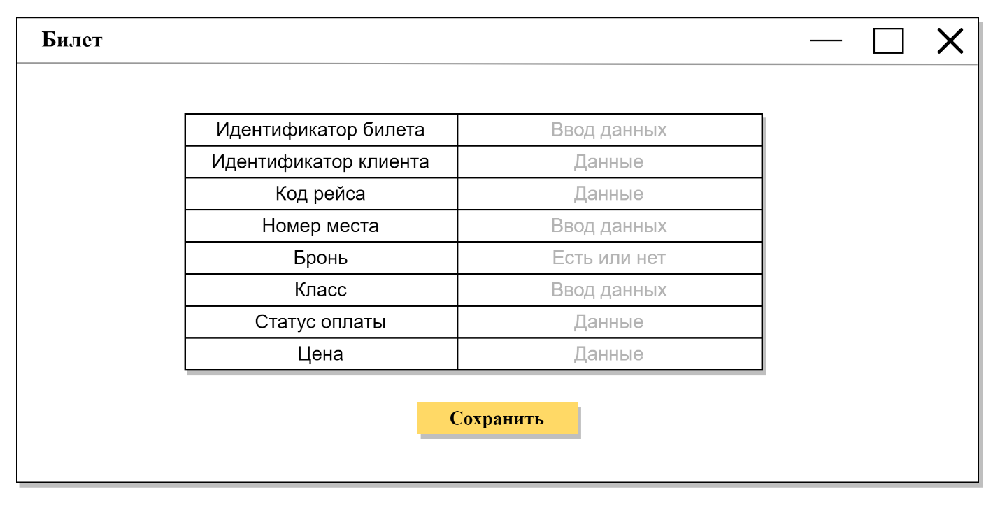 Билет
Идентификатор билета Ввод данных
Идентификатор клиента Данные
Код рейса Данные
Номер места Ввод данных
Бронь Есть или нет
Класс Ввод данных
Статус оплаты Данные
Цена Данные
Сохранить